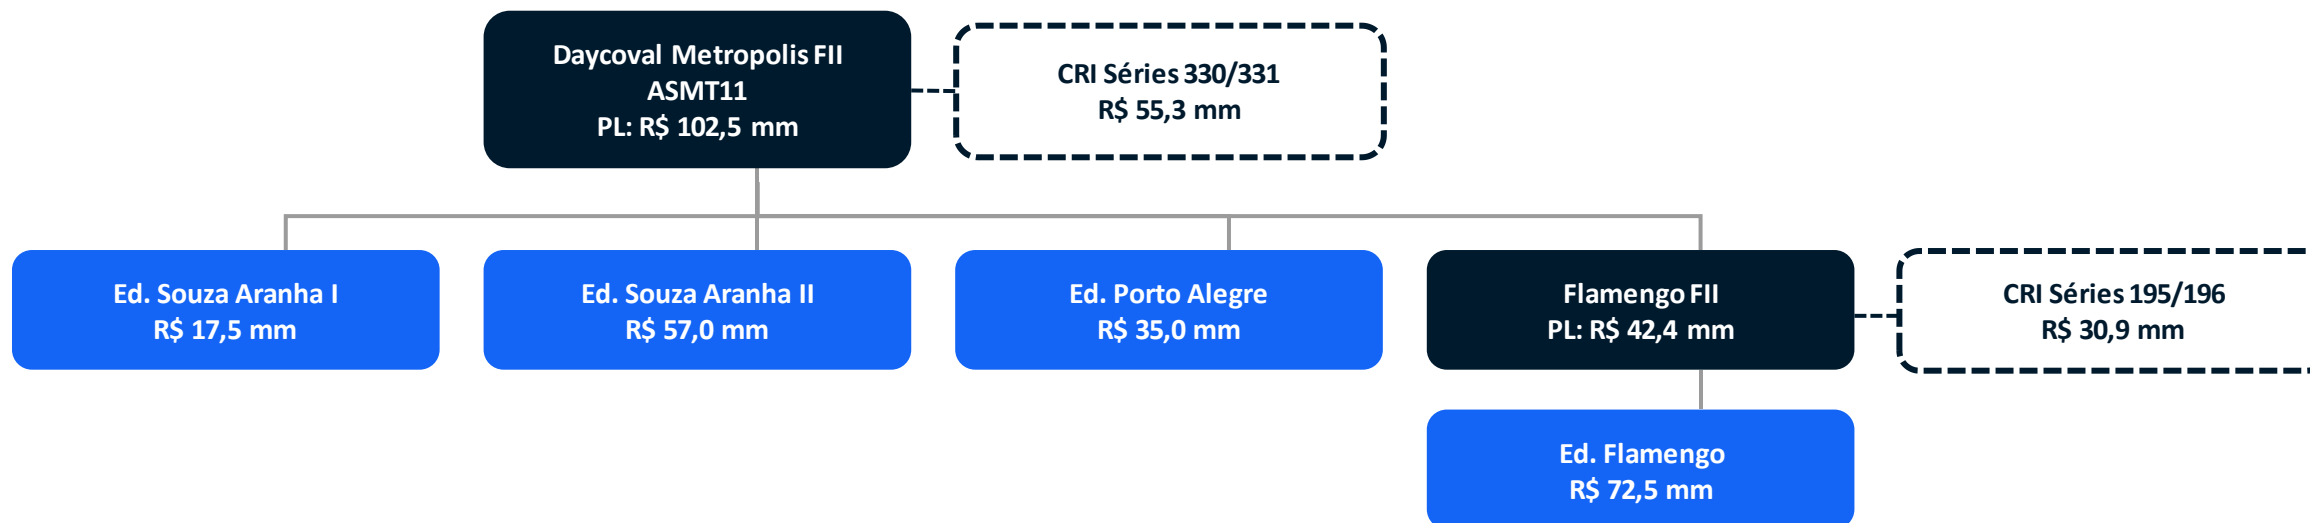 Daycoval Metropolis FII
ASMT11
PL: R$ 102,5 mm
CRI Séries 330/331
R$ 55,3 mm
Ed. Souza Aranha I
R$ 17,5 mm
Ed. Souza Aranha II
R$ 57,0 mm
Ed. Porto Alegre
R$ 35,0 mm
Flamengo FII
PL: R$ 42,4 mm
CRI Séries 195/196
R$ 30,9 mm
Ed. Flamengo
R$ 72,5 mm